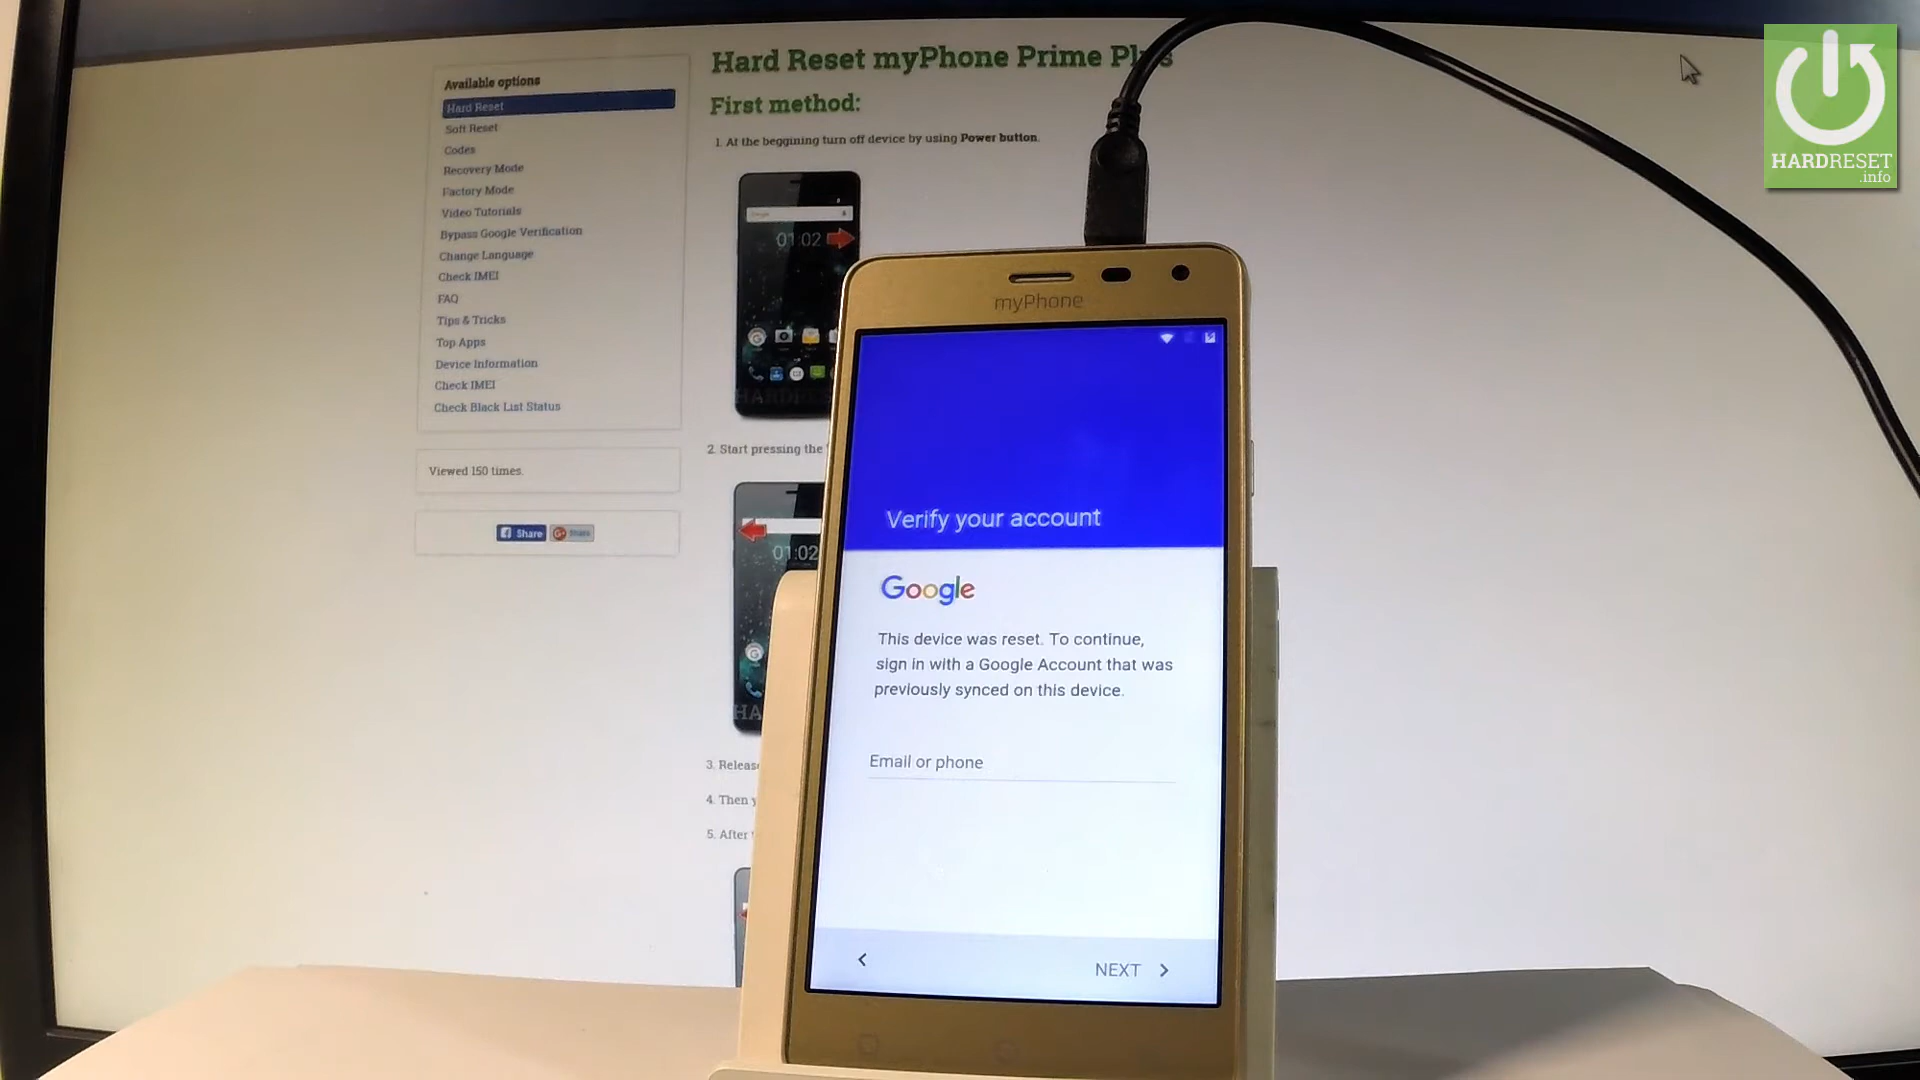 HARDRESET
.info
Hard Reset myPhone Prime Plus
First method:
1. At the beggining turn off device by using Power button.
Available options
Hard Reset
Soft Reset
Codes
Recovery Mode
Factory Mode
Video Tutorials
Bypass Google Verification
Change Language
Check IMEI
FAQ
Tips & Tricks
Top Apps
Device Information
Check IMEI
Check Black List Status
Viewed 150 times.
Share
Share
01:02
2. Start pressing the
01:02
3. Release
4. Then
5. After
myPhone
Verify your account
Google
This device was reset. To continue,
sign in with a Google Account that was
previously synced on this device.
Email or phone
NEXT